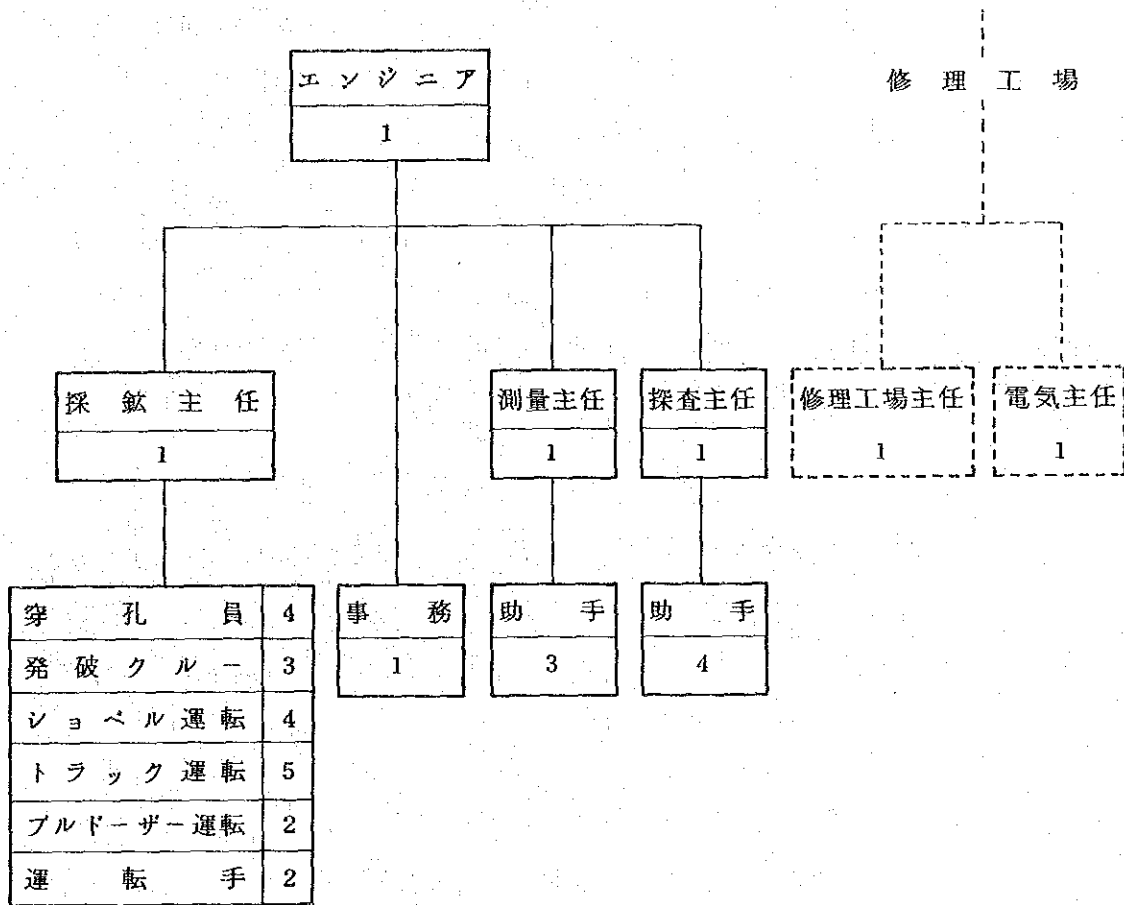 エンジニア
1
修理工場
採鉱主任
1
測量主任
1
探査主任
1
修理工場主任
1
電気主任
1
穿孔員 4
発破クルー 3
ショベル運転 4
トラック運転 5
ブルドーザー運転 2
運転手 2
事務
1
助手
3
助手
4